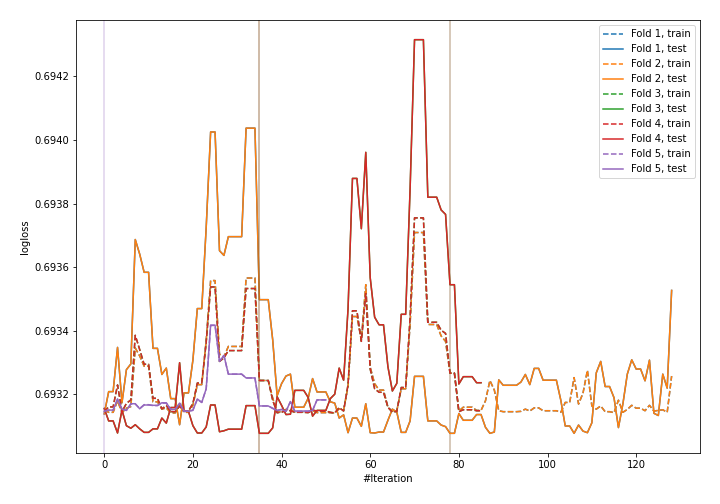 0.6942
0.6940
0.6938
0.6936
0.6934
0.6932
logloss
0 20 40 60 80 100 120
#Iteration
Fold 1, train
Fold 1, test
Fold 2, train
Fold 2, test
Fold 3, train
Fold 3, test
Fold 4, train
Fold 4, test
Fold 5, train
Fold 5, test